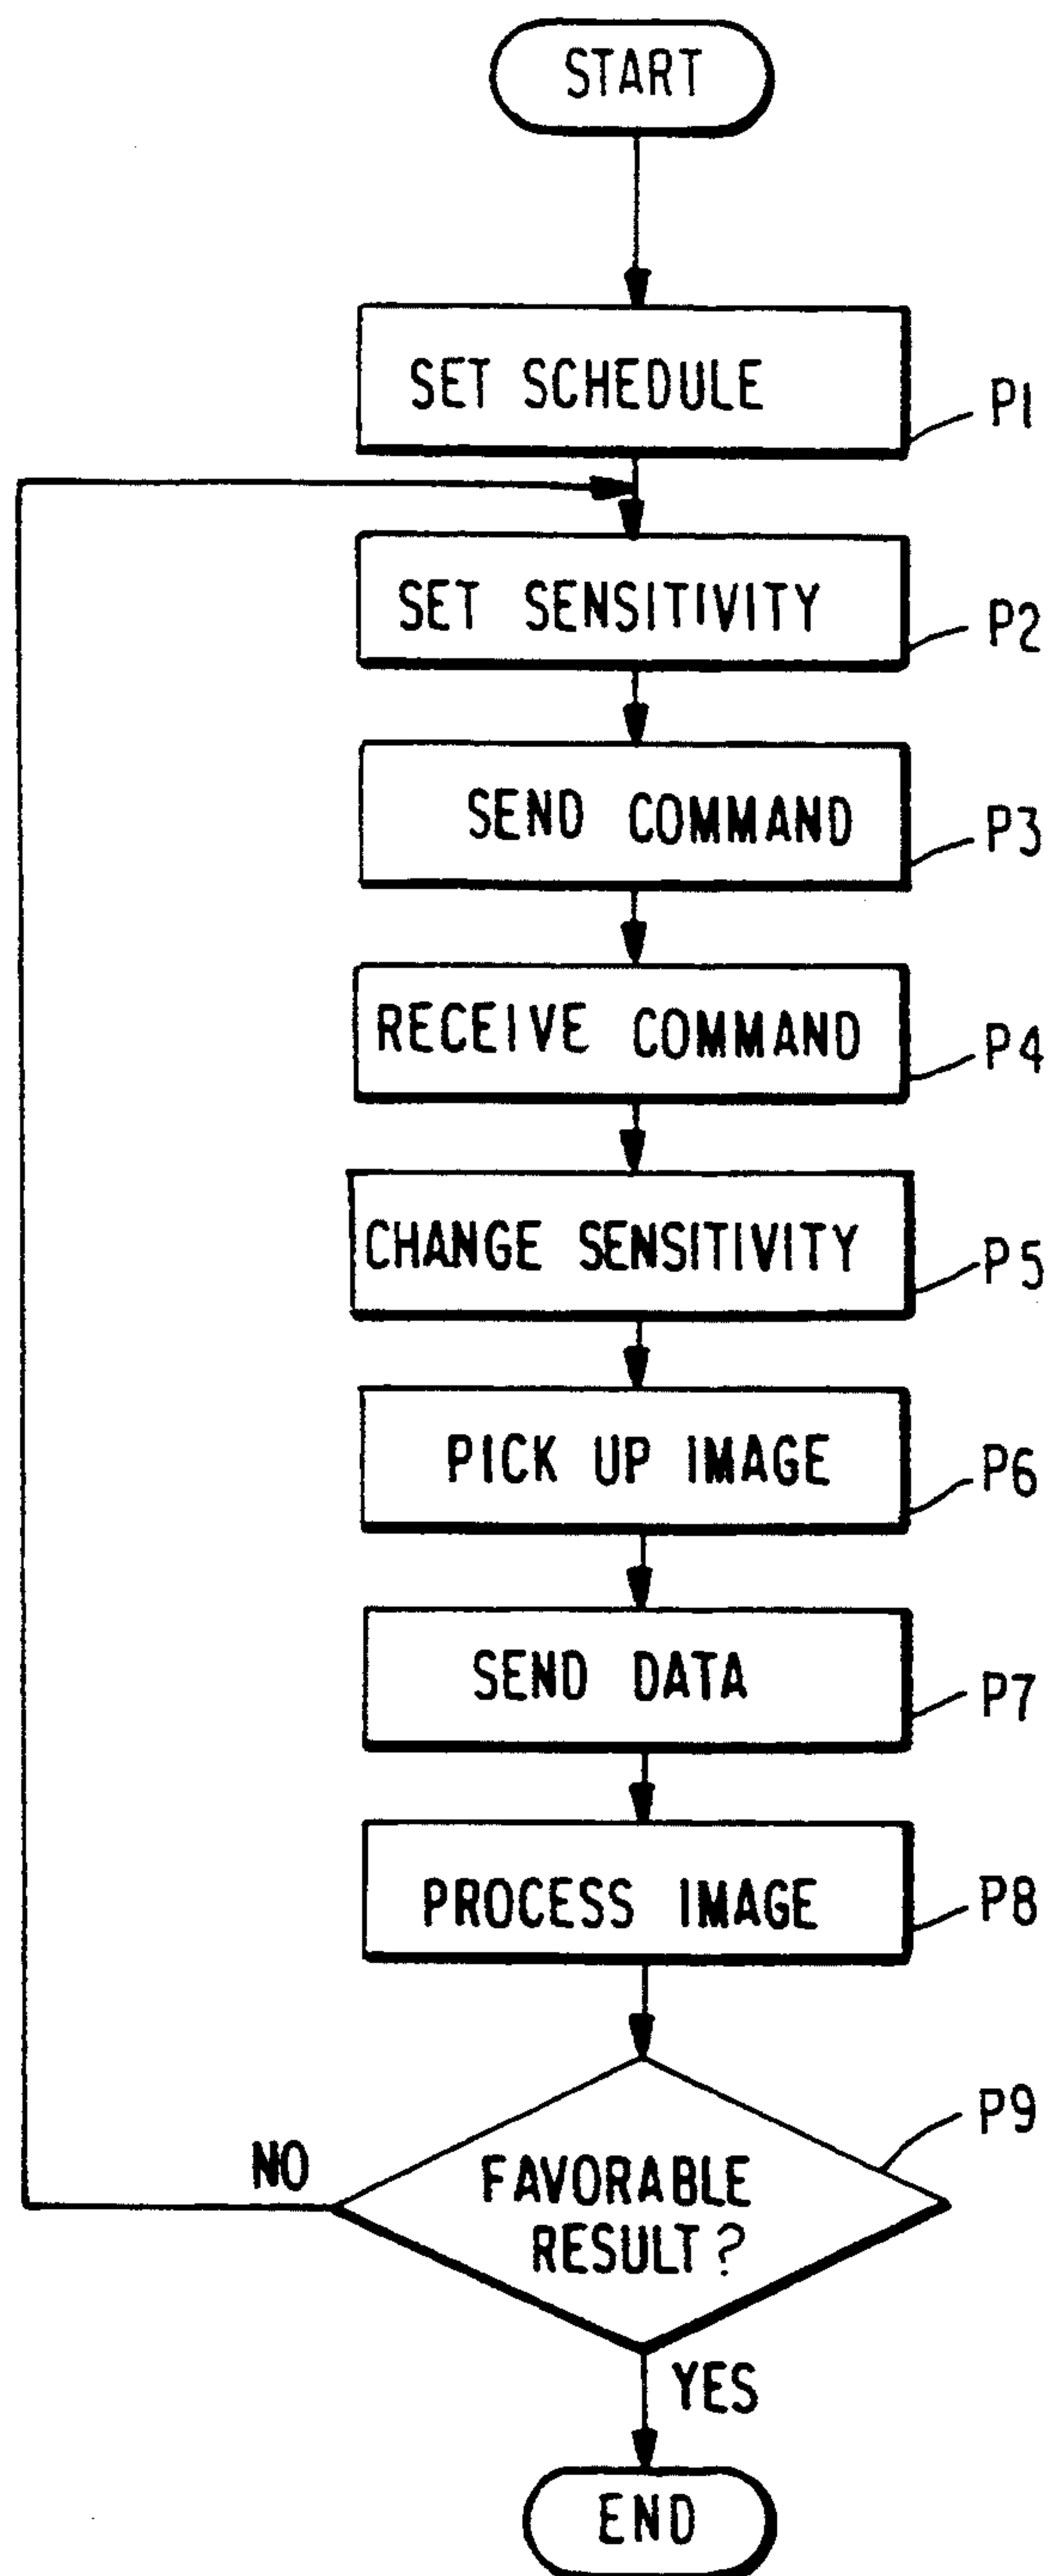 START
SET SCHEDULE
P1
SET SENSITIVITY
P2
SEND COMMAND
P3
RECEIVE COMMAND
P4
CHANGE SENSITIVITY
P5
PICK UP IMAGE
P6
SEND DATA
P7
PROCESS IMAGE
P8
P9
NO
FAVORABLE
RESULT?
YES
END